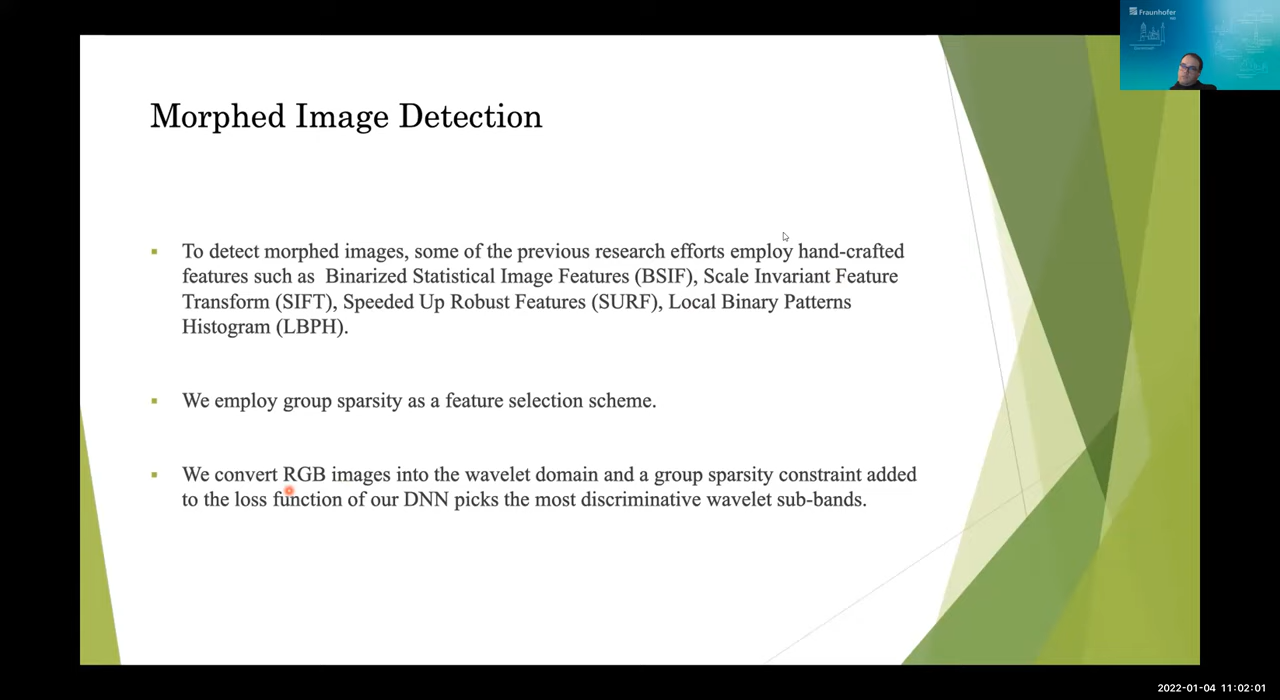 Fraunhofer
Morphed Image Detection
To detect morphed images, some of the previous research efforts employ hand-crafted
features such as Binarized Statistical Image Features (BSIF), Scale Invariant Feature
Transform (SIFT), Speeded Up Robust Features (SURF), Local Binary Patterns
Histogram (LBPH).
We employ group sparsity as a feature selection scheme.
We convert RGB images into the wavelet domain and a group sparsity constraint added
to the loss function of our DNN picks the most discriminative wavelet sub-bands.
2022-01-04 11:02:01